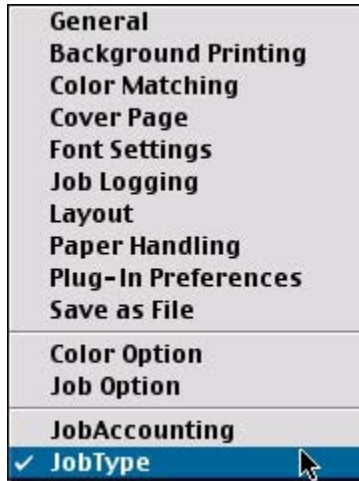 General
Background Printing
Color Matching
Cover Page
Font Settings
Job Logging
Layout
Paper Handling
Plug-In Preferences
Save as File
Color Option
Job Option
JobAccounting
✓ JobType